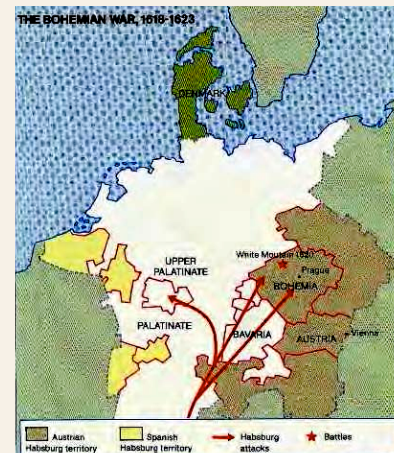 THE BOHEMIAN WAR, 1618-1623
DENMARK
UPPER
PALATINATE
White Mountain 1620
Prague
BOHEMIA
PALATINATE
BAVARIA
AUSTRIA
Vienna
Austrian
Habsburg territory
Spanish
Habsburg territory
Habsburg
attacks
Battles